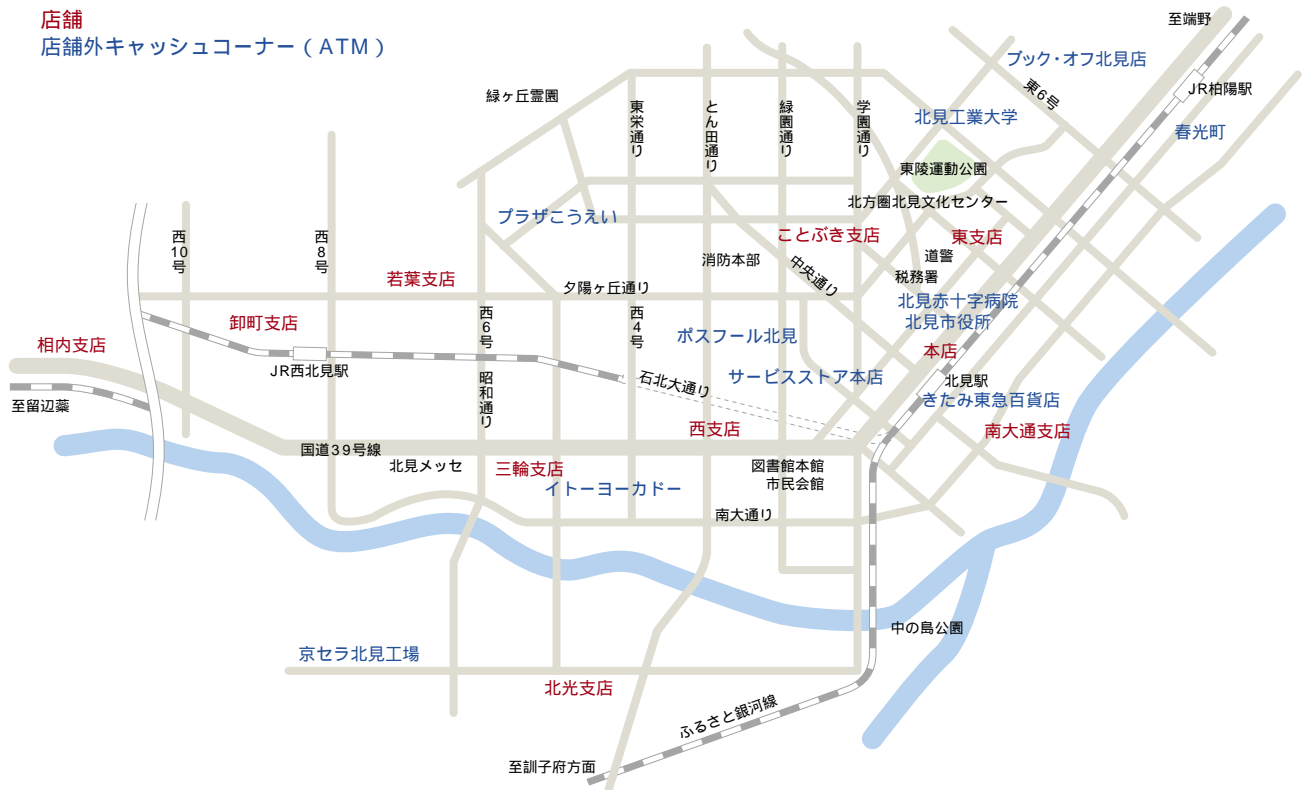 店舗
店舗外キャッシュコーナー（ATM）
至端野
ブック・オフ北見店
JR柏陽駅
東6号
緑ヶ丘霊園
東栄通り
とん田通り
緑園通り
学園通り
北見工業大学
春光町
東陵運動公園
北方圏北見文化センター
プラザこうえい
ことぶき支店
東支店
西10号
西8号
消防本部
中央通り
道警
税務署
若葉支店
夕陽ヶ丘通り
北見赤十字病院
北見市役所
西6号
西4号
卸町支店
ポスフール北見
相内支店
本店
JR西北見駅
昭和通り
石北大通り
サービスストア本店
北見駅
きたみ東急百貨店
至留辺蘂
西支店
南大通支店
国道39号線
北見メッセ
三輪支店
図書館本館
市民会館
イトーヨーカドー
南大通り
中の島公園
京セラ北見工場
北光支店
ふるさと銀河線
至訓子府方面